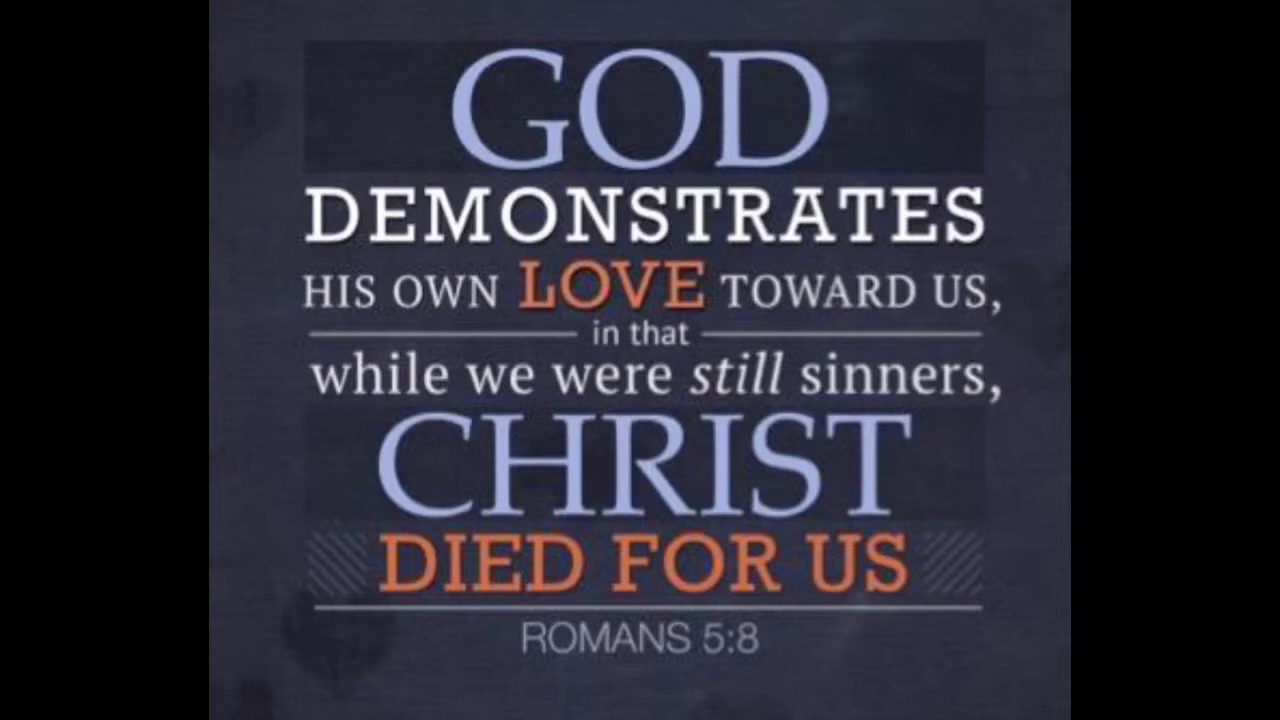 GOD
DEMONSTRATES
HIS OWN LOVE TOWARD US,
in that
while we were still sinners,
CHRIST
DIED FOR US
ROMANS 5:8